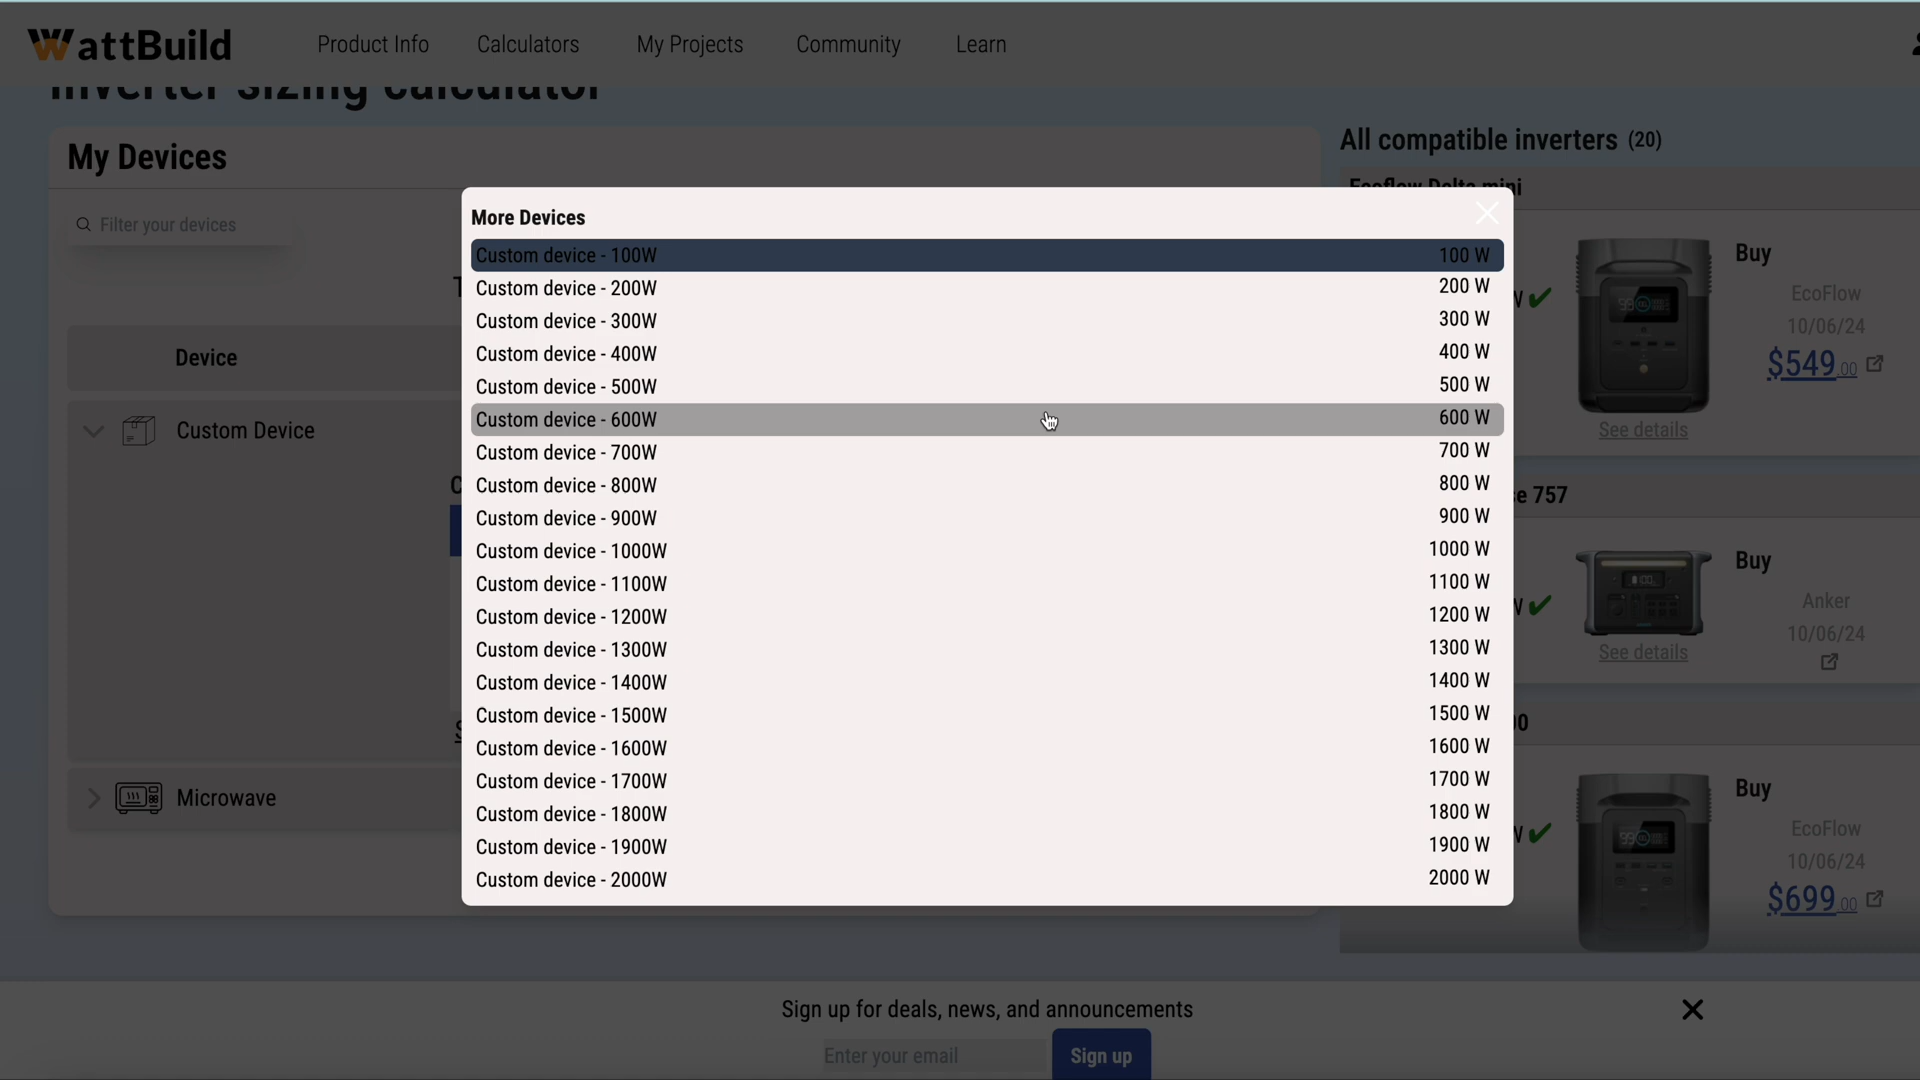 WattBuild
Product Info
Calculators
My Projects
Community
Learn
Inverter sizing calculator
My Devices
Filter your devices
Device
Custom Device
Microwave
All compatible inverters (20)
Ecoflow Delta mini
Buy
EcoFlow
10/06/24
$549.00
See details
757
Buy
Anker
10/06/24
See details
Buy
EcoFlow
10/06/24
$699.00
More Devices
Custom device - 100W 100 W
Custom device - 200W 200 W
Custom device - 300W 300 W
Custom device - 400W 400 W
Custom device - 500W 500 W
Custom device - 600W 600 W
Custom device - 700W 700 W
Custom device - 800W 800 W
Custom device - 900W 900 W
Custom device - 1000W 1000 W
Custom device - 1100W 1100 W
Custom device - 1200W 1200 W
Custom device - 1300W 1300 W
Custom device - 1400W 1400 W
Custom device - 1500W 1500 W
Custom device - 1600W 1600 W
Custom device - 1700W 1700 W
Custom device - 1800W 1800 W
Custom device - 1900W 1900 W
Custom device - 2000W 2000 W
Sign up for deals, news, and announcements
Enter your email
Sign up